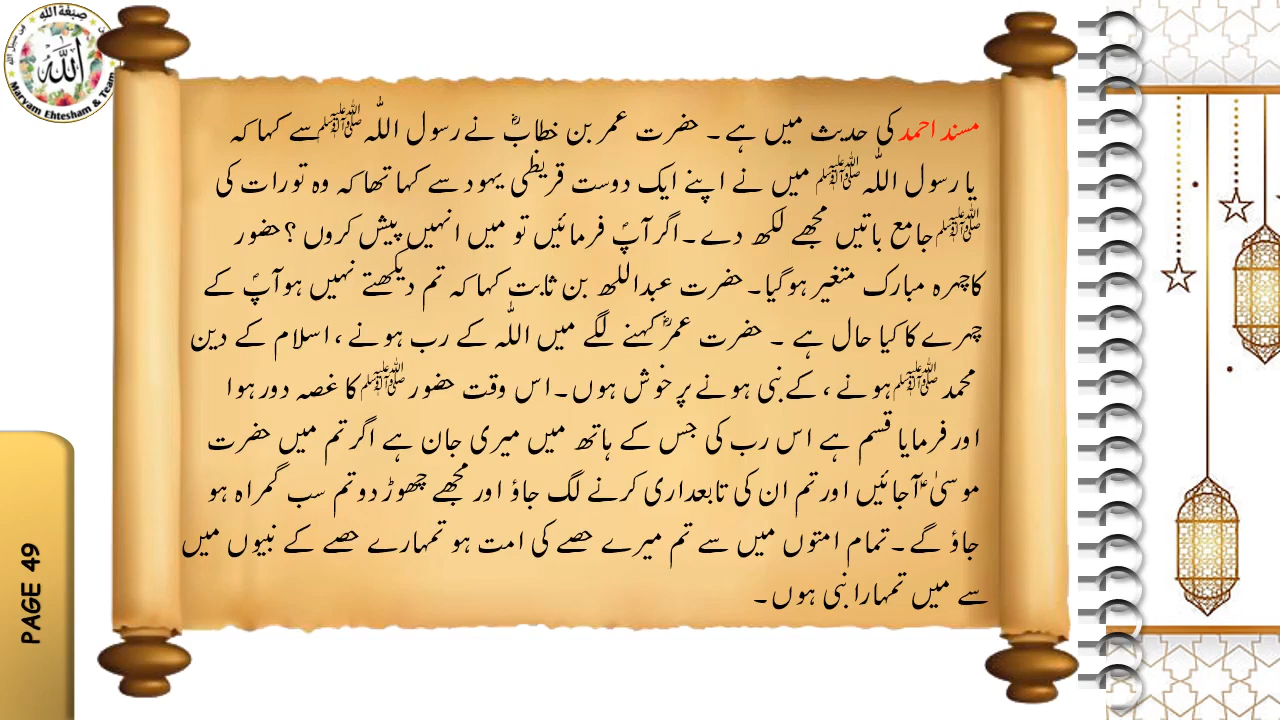 صِبْغَةَ اللهِ
فی سبیل اللہ
اللہ
Maryam Ehtesham & Team
مسند احمد کی حدیث میں ہے ۔ حضرت عمر بن خطابؓ نے رسول اللہ ﷺ سے کہا کہ
یا رسول اللہ ﷺ میں نے اپنے ایک دوست قریظی یہود سے کہا تھا کہ وہ تورات کی
ﷺ جامع باتیں مجھے لکھ دے ۔ اگر آپؐ فرمائیں تو میں انہیں پیش کروں ؟ حضور
کا چہرہ مبارک متغیر ہو گیا۔ حضرت عبداللھ بن ثابت کہا کہ تم دیکھتے نہیں ہو آپؐ کے
چہرے کا کیا حال ہے ۔ حضرت عمرؓ کہنے لگے میں اللہ کے رب ہونے ، اسلام کے دین
محمد ﷺ ہونے ، کے نبی ہونے پر خوش ہوں۔ اس وقت حضور ﷺ کا غصہ دور ہوا
اور فرمایا قسم ہے اس رب کی جس کے ہاتھ میں میری جان ہے اگر تم میں حضرت
موسیٰؑ آجائیں اور تم ان کی تابعداری کرنے لگ جاؤ اور مجھے چھوڑ دو تم سب گمراہ ہو
جاؤ گے ۔ تمام امتوں میں سے تم میرے حصے کی امت ہو تمہارے حصے کے نبیوں میں
سے میں تمہارا نبی ہوں ۔
PAGE 49